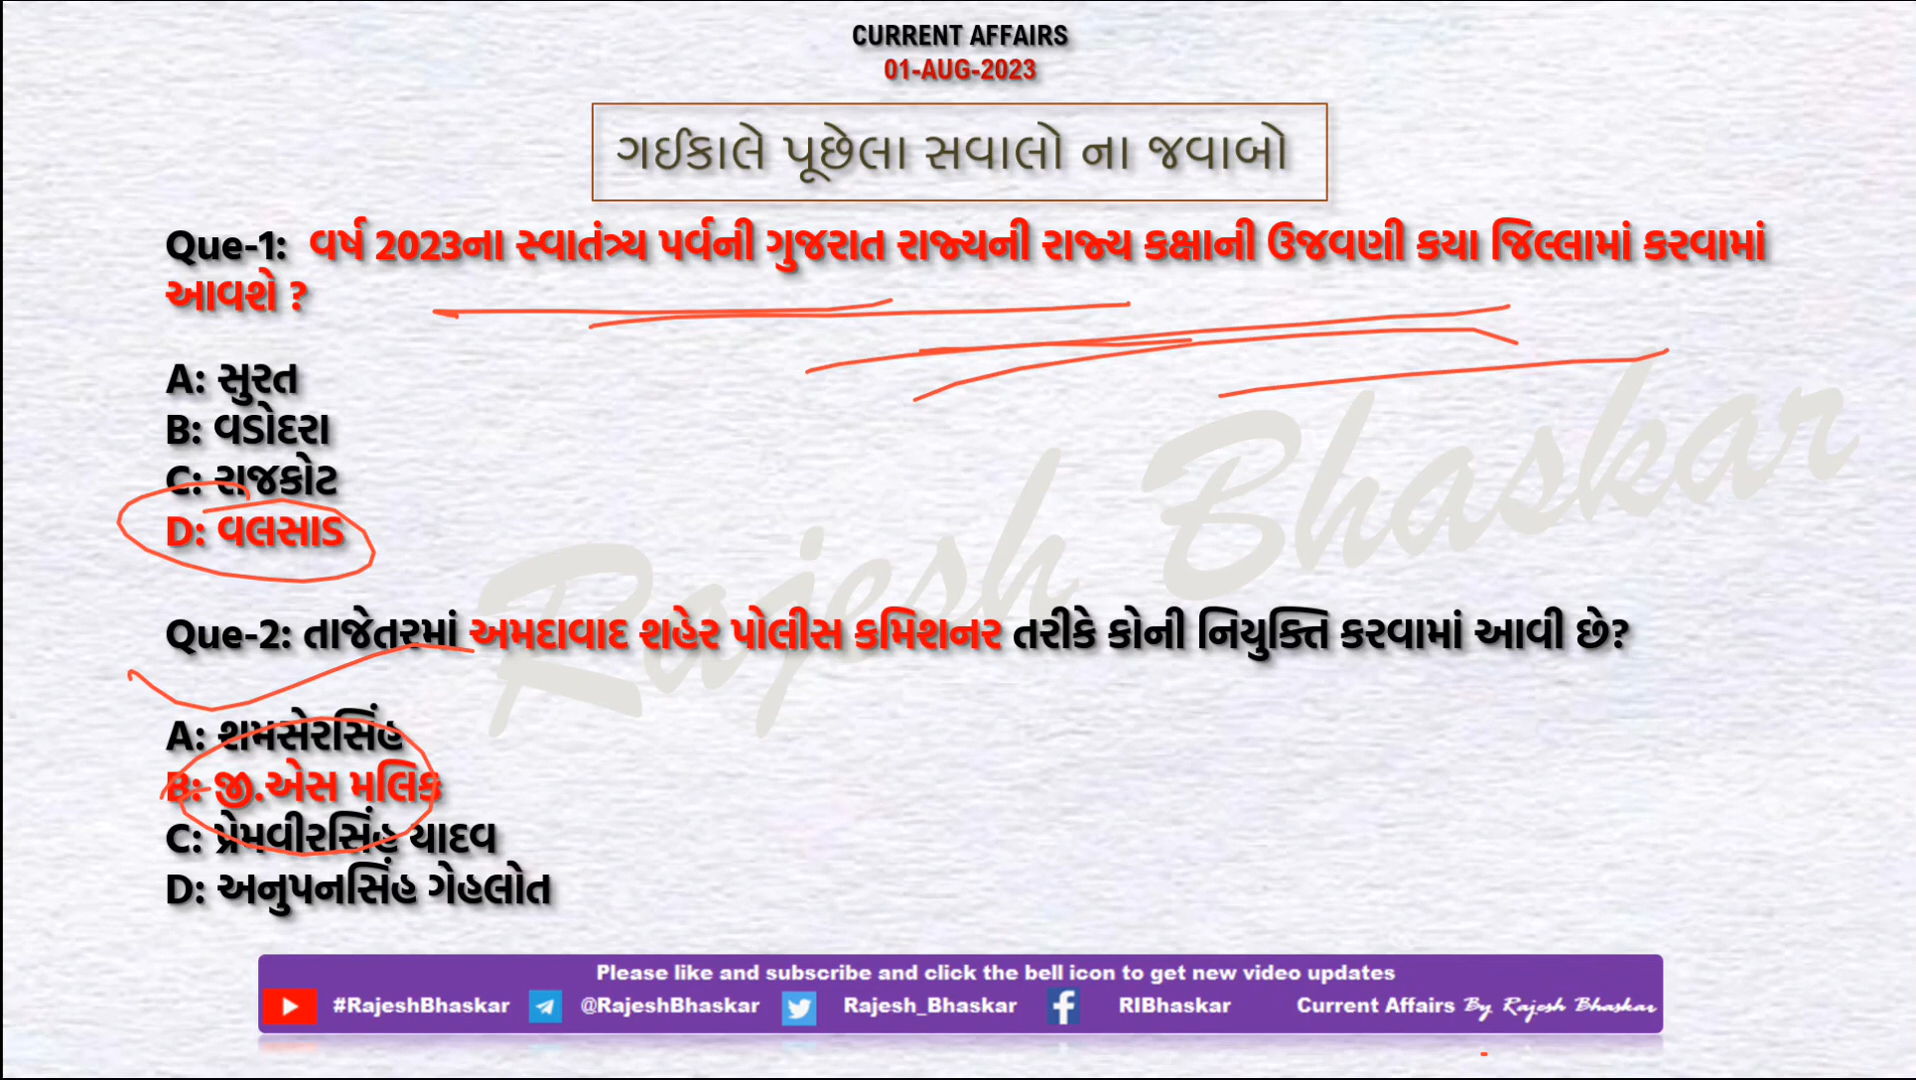 CURRENT AFFAIRS
01-AUG-2023
ગઈકાલે પૂછેલા સવાલો ના જવાબો
Que-1: વર્ષ 2023ના સ્વાતંત્ર્ય પર્વની ગુજરાત રાજ્યની રાજ્ય કક્ષાની ઉજવણી કયા જિલ્લામાં કરવામાં
આવશે ?
A: સુરત
B: વડોદરા
C: રાજકોટ
D: વલસાડ
Rajesh Bhaskar
Que-2: તાજેતરમાં અમદાવાદ શહેર પોલીસ કમિશનર તરીકે કોની નિયુક્તિ કરવામાં આવી છે?
A: શમસેરસિંહ
B: જી.એસ મલિક
C: પ્રેમવીરસિંહ યાદવ
D: અનુપનસિંહ ગેહલોત
Please like and subscribe and click the bell icon to get new video updates
#RajeshBhaskar @RajeshBhaskar Rajesh_Bhaskar RIBhaskar Current Affairs By Rajesh Bhaskar